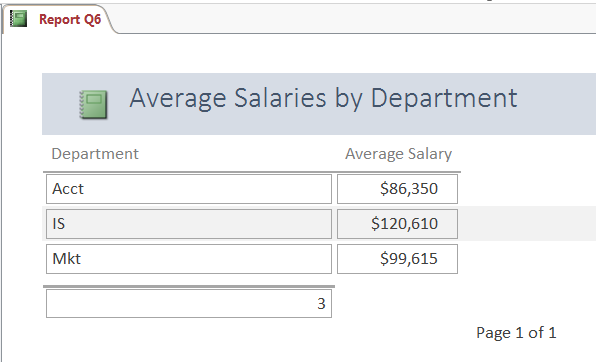 Report Q6
Average Salaries by Department
Department Average Salary
Acct $86,350
IS $120,610
Mkt $99,615
3
Page 1 of 1